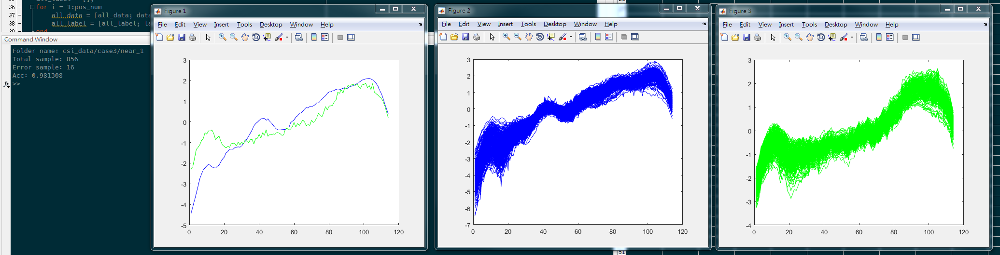 36 for i = 1:pos_num
37 all_data = [all_data; data
38 all_label = [all_label; la
39 end
Command Window
Folder name: csi_data/case3/near_1
Total sample: 856
Error sample: 16
Acc: 0.981308
fx >>
Figure 1
File Edit View Insert Tools Desktop Window Help
3
2
1
0
-1
-2
-3
-4
-5
0 20 40 60 80 100 120
Figure 2
File Edit View Insert Tools Desktop Window Help
3
2
1
0
-1
-2
-3
-4
-5
-6
-7
0 20 40 60 80 100 120
Figure 3
File Edit View Insert Tools Desktop Window Help
3
2
1
0
-1
-2
-3
-4
0 20 40 60 80 100 120
51